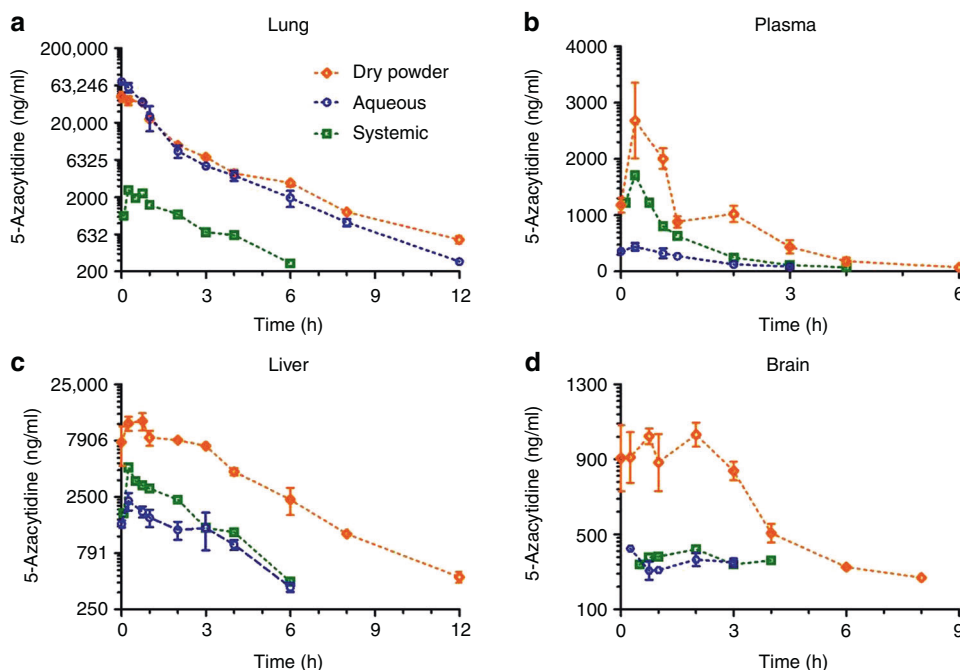 a
Lung
200,000
63,246
20,000
6325
2000
632
200
5-Azacytidine (ng/ml)
Dry powder
Aqueous
Systemic
0 3 6 9 12
Time (h)
b
Plasma
4000
3000
2000
1000
0
5-Azacytidine (ng/ml)
0 3 6
Time (h)
c
Liver
25,000
7906
2500
791
250
5-Azacytidine (ng/ml)
0 3 6 9 12
Time (h)
d
Brain
1300
900
500
100
5-Azacytidine (ng/ml)
0 3 6 9
Time (h)